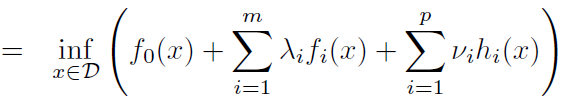 = inf_{x∈𝒟} ( f_0(x) + ∑_{i=1}^{m} λ_i f_i(x) + ∑_{i=1}^{p} ν_i h_i(x) )